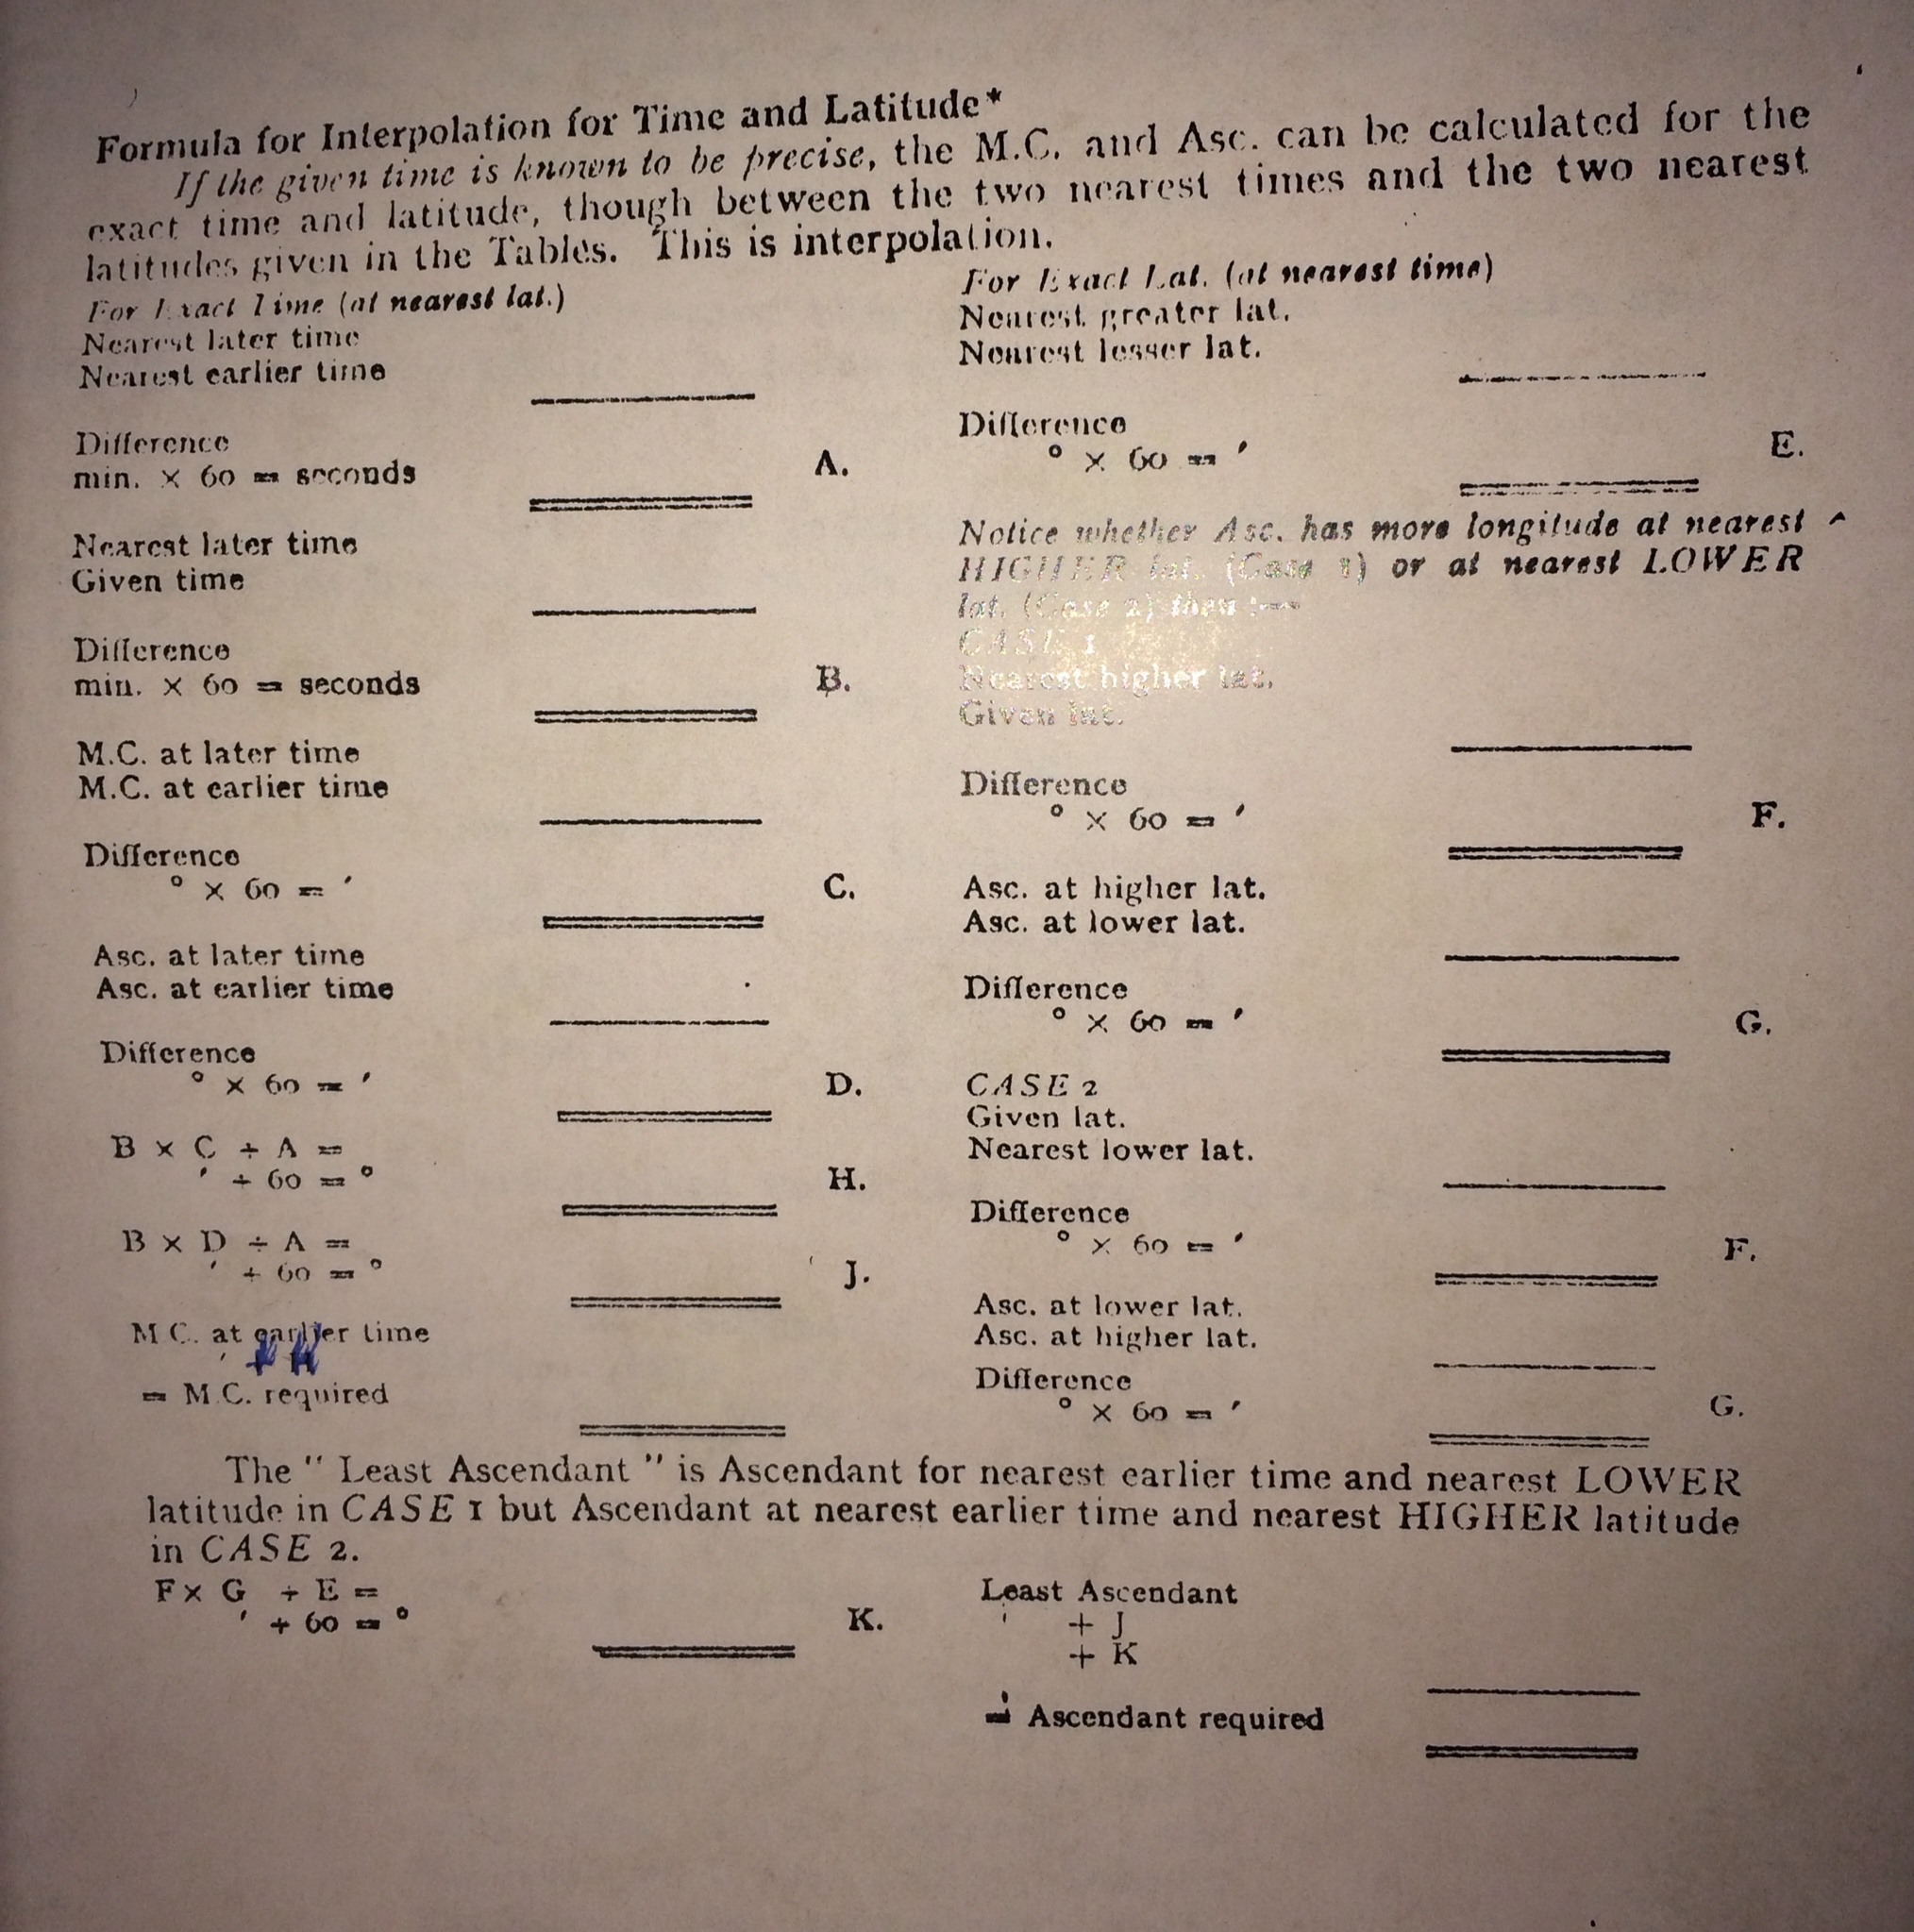 Formula for Interpolation for Time and Latitude*
If the given time is known to be precise, the M.C. and Asc. can be calculated for the
exact time and latitude, though between the two nearest times and the two nearest
latitudes given in the Tables. This is interpolation.
For Exact Time (at nearest lat.)
Nearest later time
Nearest earlier time
Difference
min. × 60 = seconds
A.
Nearest later time
Given time
Difference
min. × 60 = seconds
B.
M.C. at later time
M.C. at earlier time
Difference
° × 60 = ′
C.
Asc. at later time
Asc. at earlier time
Difference
° × 60 = ′
D.
B × C ÷ A =
′ ÷ 60 = °
H.
B × D ÷ A =
′ ÷ 60 = °
J.
M C. at earlier time
+ H
= M.C. required
For Exact Lat. (at nearest time)
Nearest greater lat.
Nearest lesser lat.
Difference
° × 60 = ′
E.
Notice whether Asc. has more longitude at nearest
HIGHER lat. (Case 1) or at nearest LOWER
lat. (Case 2) then :—
CASE 1
Nearest higher lat.
Given lat.
Difference
° × 60 = ′
F.
Asc. at higher lat.
Asc. at lower lat.
Difference
° × 60 = ′
G.
CASE 2
Given lat.
Nearest lower lat.
Difference
° × 60 = ′
F.
Asc. at lower lat.
Asc. at higher lat.
Difference
° × 60 = ′
G.
The " Least Ascendant " is Ascendant for nearest earlier time and nearest LOWER
latitude in CASE 1 but Ascendant at nearest earlier time and nearest HIGHER latitude
in CASE 2.
F × G ÷ E =
′ ÷ 60 = °
K.
Least Ascendant
+ J
+ K
= Ascendant required